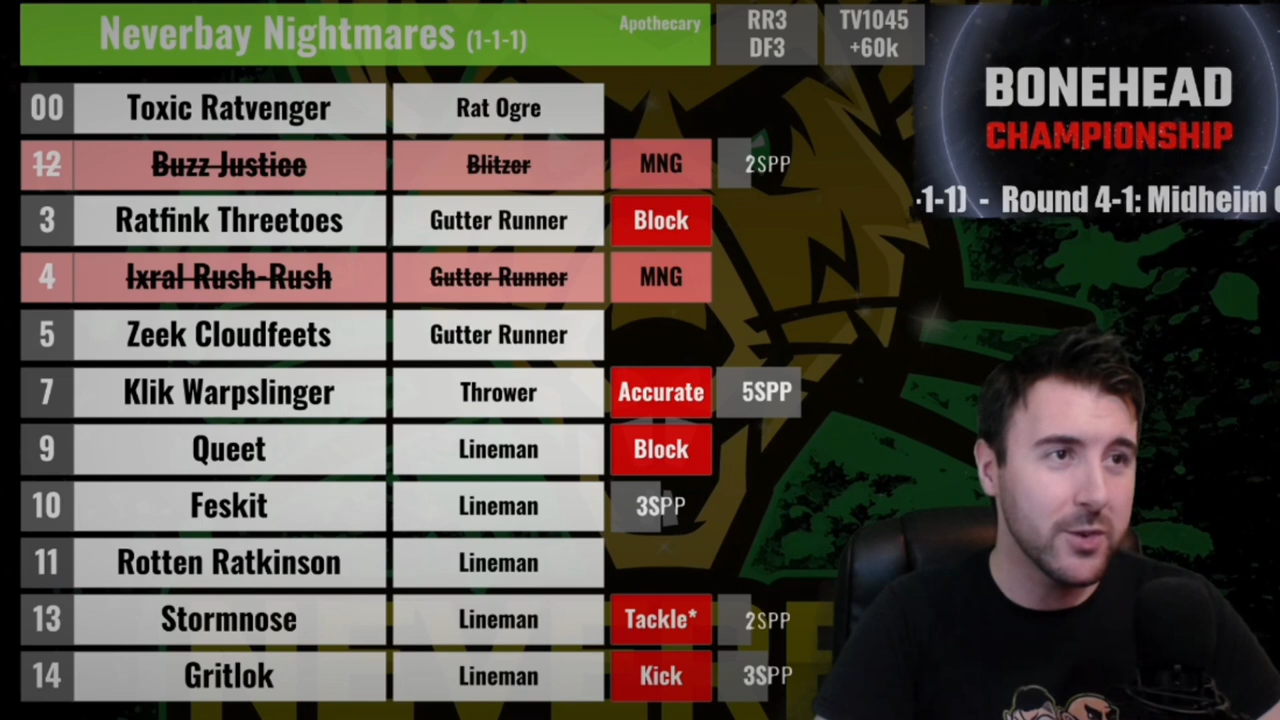 Neverbay Nightmares (1-1-1) Apothecary RR3 TV1045
DF3 +60k
BONEHEAD
CHAMPIONSHIP
1-1) - Round 4-1: Midheim
00 Toxic Ratvenger Rat Ogre
12 Buzz Justice Blitzer MNG 2SPP
3 Ratfink Threetoes Gutter Runner Block
4 Ixral Rush-Rush Gutter Runner MNG
5 Zeek Cloudfeets Gutter Runner
7 Klik Warpslinger Thrower Accurate 5SPP
9 Queet Lineman Block
10 Feskit Lineman 3SPP
11 Rotten Ratkinson Lineman
13 Stormnose Lineman Tackle* 2SPP
14 Gritlok Lineman Kick 3SPP